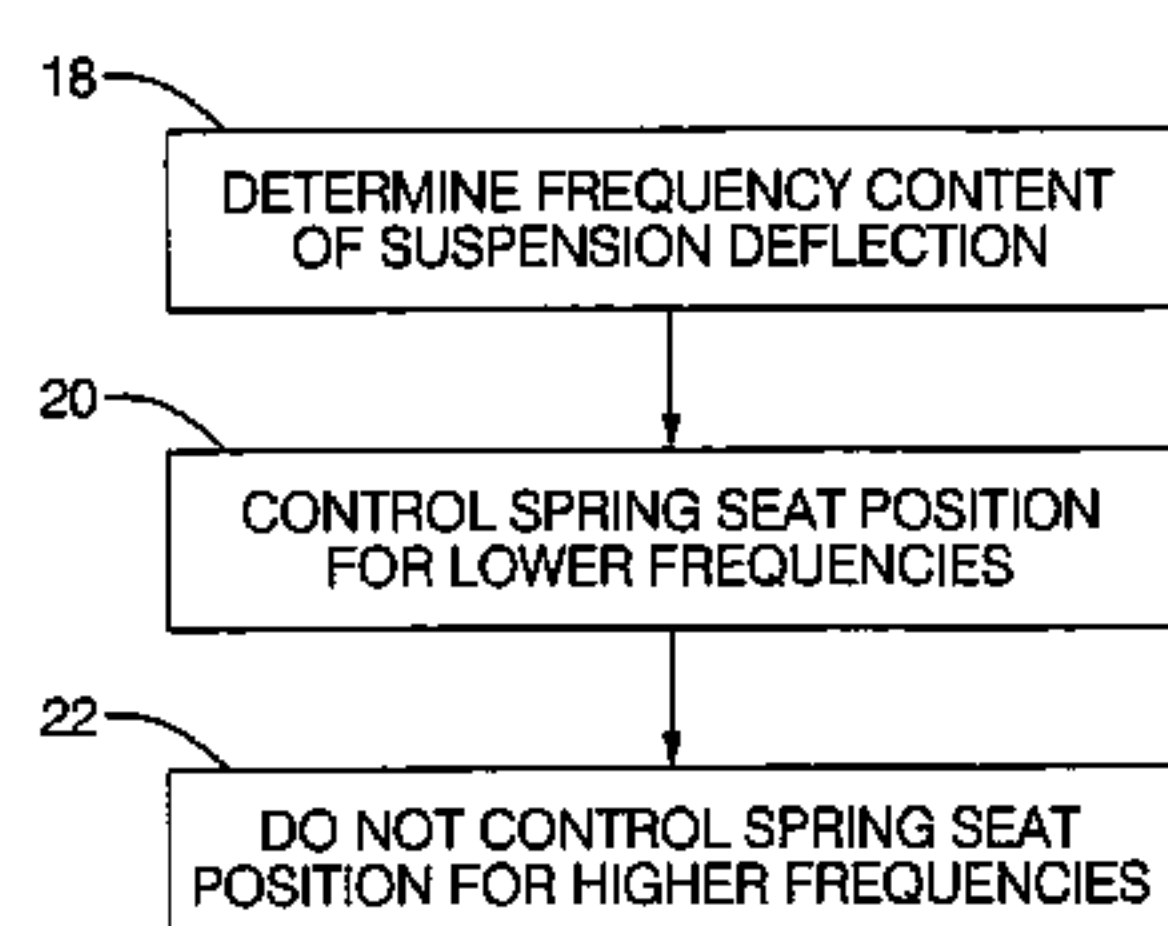 18
DETERMINE FREQUENCY CONTENT
OF SUSPENSION DEFLECTION
20
CONTROL SPRING SEAT POSITION
FOR LOWER FREQUENCIES
22
DO NOT CONTROL SPRING SEAT
POSITION FOR HIGHER FREQUENCIES